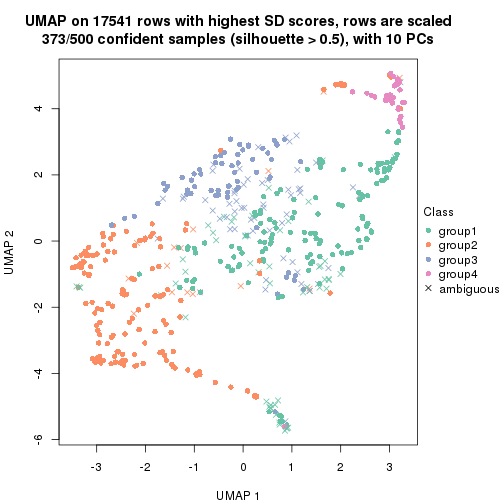 UMAP on 17541 rows with highest SD scores, rows are scaled
373/500 confident samples (silhouette > 0.5), with 10 PCs
4
2
0
-2
-4
-6
UMAP 2
-3 -2 -1 0 1 2 3
UMAP 1
Class
group1
group2
group3
group4
ambiguous